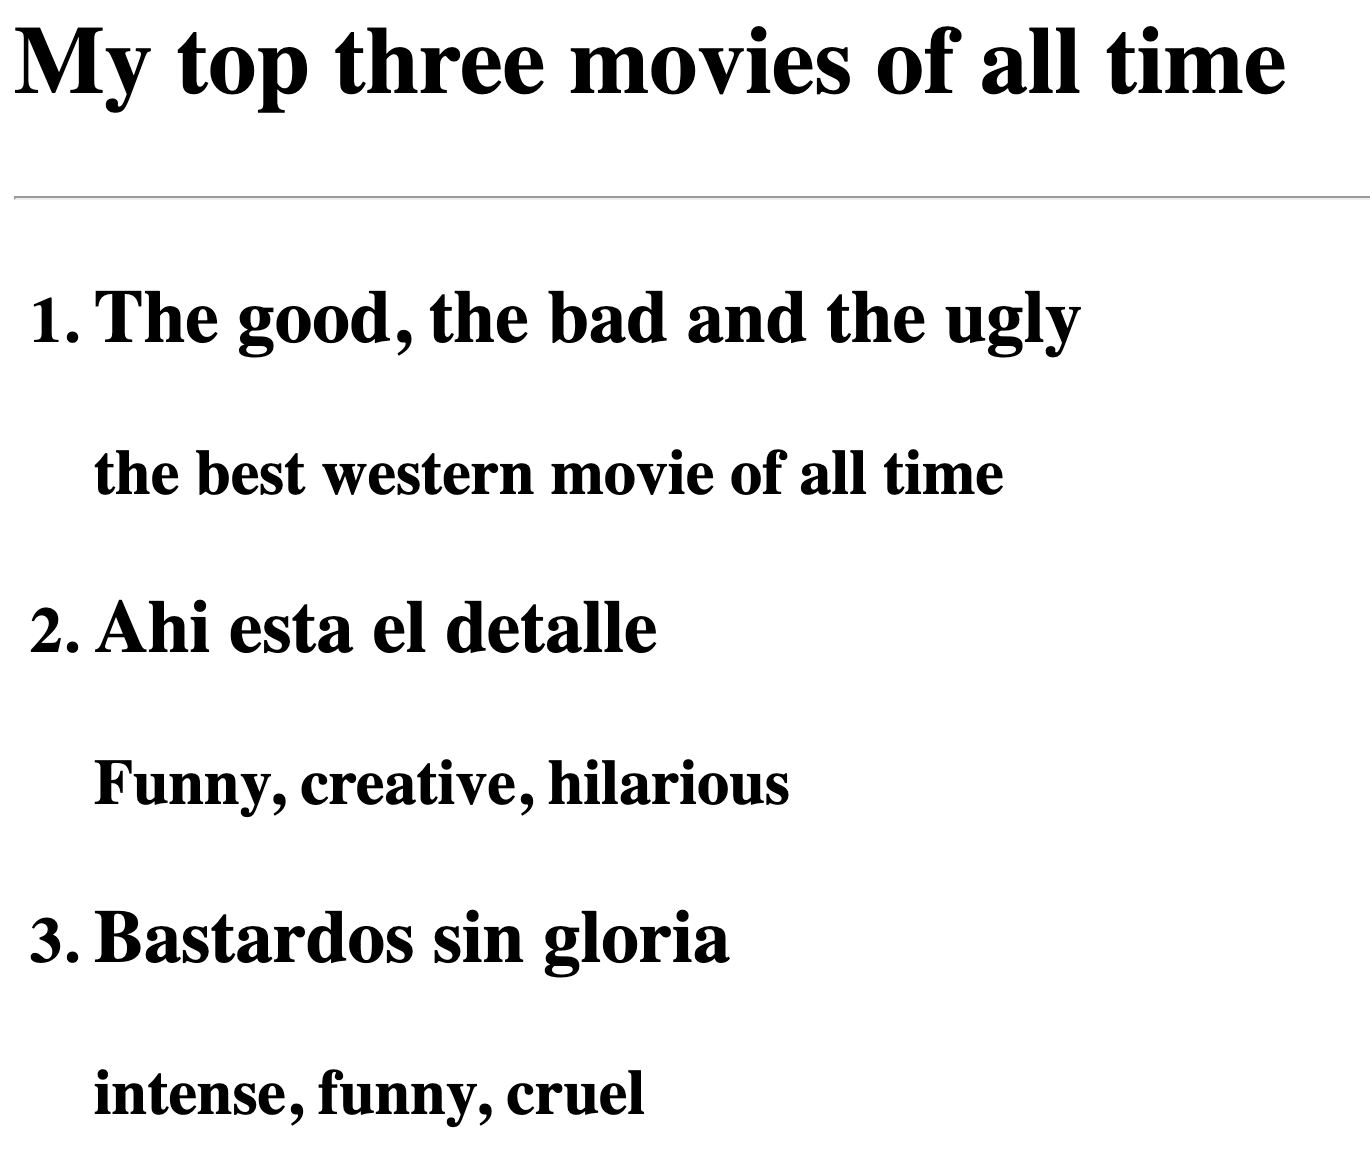 My top three movies of all time
1. The good, the bad and the ugly
the best western movie of all time
2. Ahi esta el detalle
Funny, creative, hilarious
3. Bastardos sin gloria
intense, funny, cruel